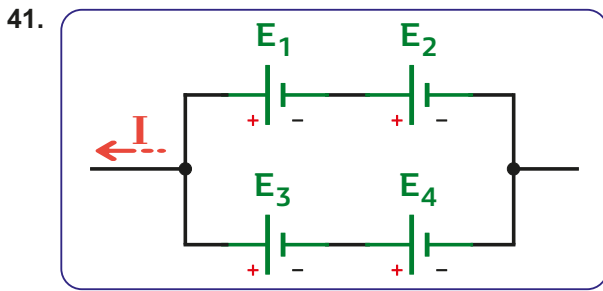 41.
E₁ E₂
+ − + −
I
E₃ E₄
+ − + −